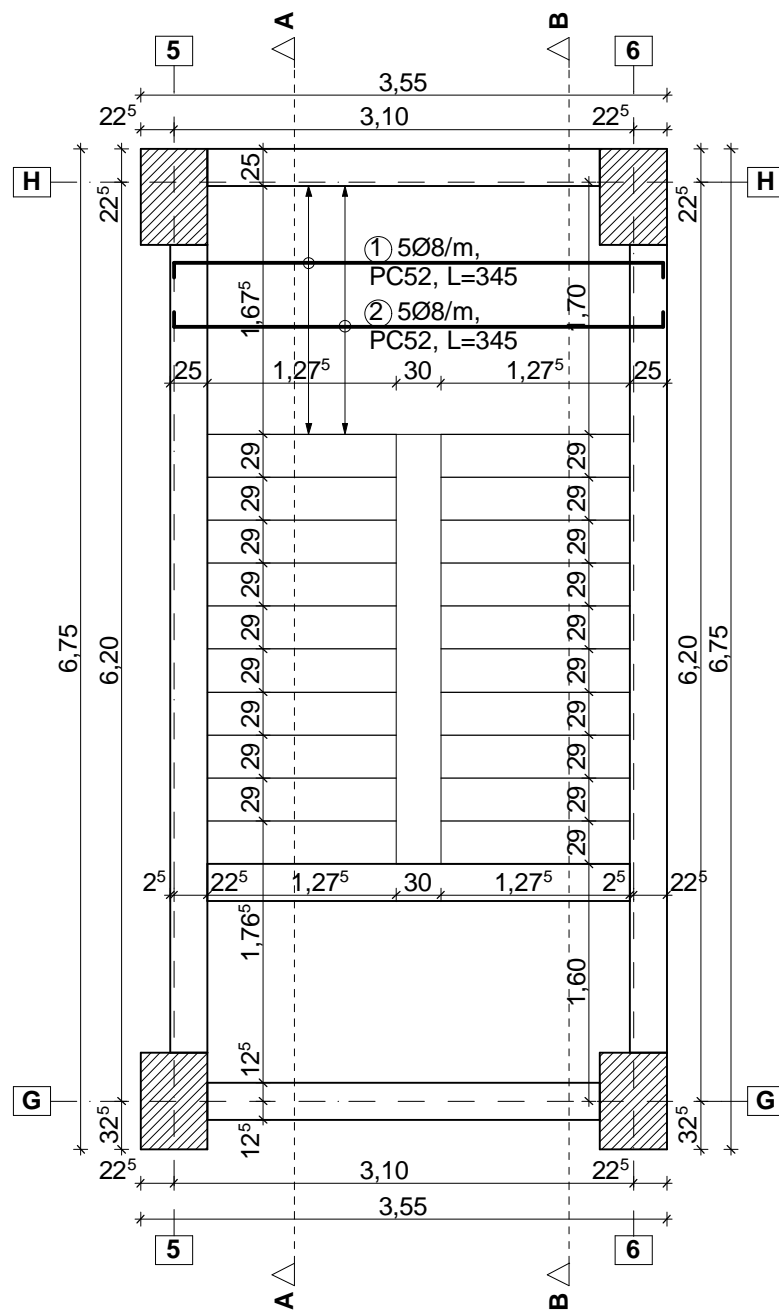 A B
5 6
3,55
22⁵ 3,10 22⁵
H 25 H
22⁵ 22⁵
1 5Ø8/m,
PC52, L=345
1,67⁵ 1,70
2 5Ø8/m,
PC52, L=345
25 1,27⁵ 30 1,27⁵ 25
29 29
29 29
29 29
29 29
29 29
6,75 6,20 6,20 6,75
29 29
29 29
29 29
29 29
29
2⁵ 22⁵ 1,27⁵ 30 1,27⁵ 2⁵ 22⁵
1,76⁵ 1,60
12⁵
G G
32⁵ 12⁵ 32⁵
22⁵ 3,10 22⁵
3,55
5 6
A B